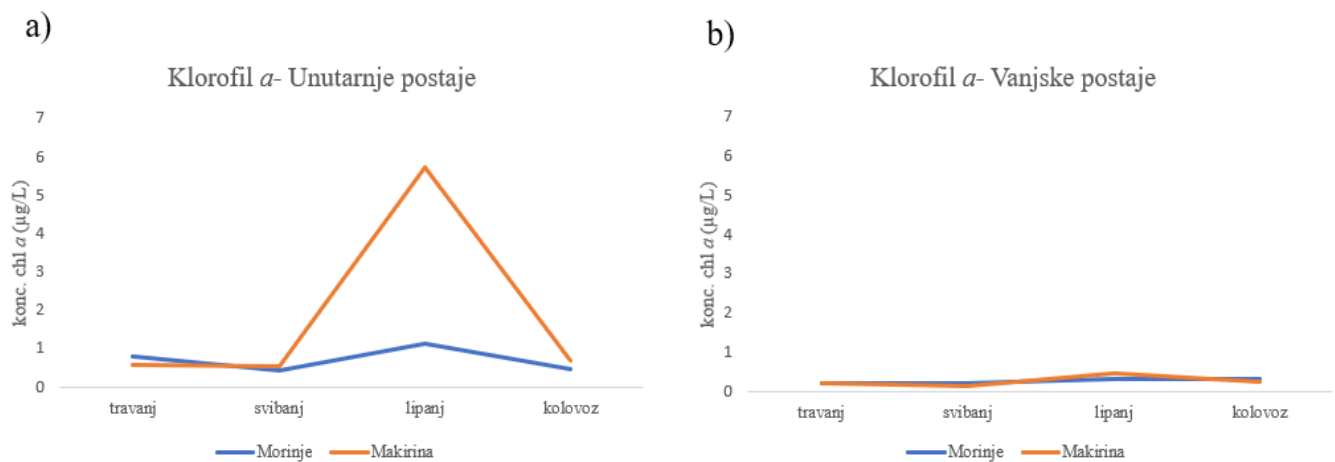 a)
Klorofil a- Unutarnje postaje
konc. chl a (µg/L)
7
6
5
4
3
2
1
0
travanj svibanj lipanj kolovoz
Morinje Makirina
b)
Klorofil a- Vanjske postaje
konc. chl a (µg/L)
7
6
5
4
3
2
1
0
travanj svibanj lipanj kolovoz
Morinje Makirina